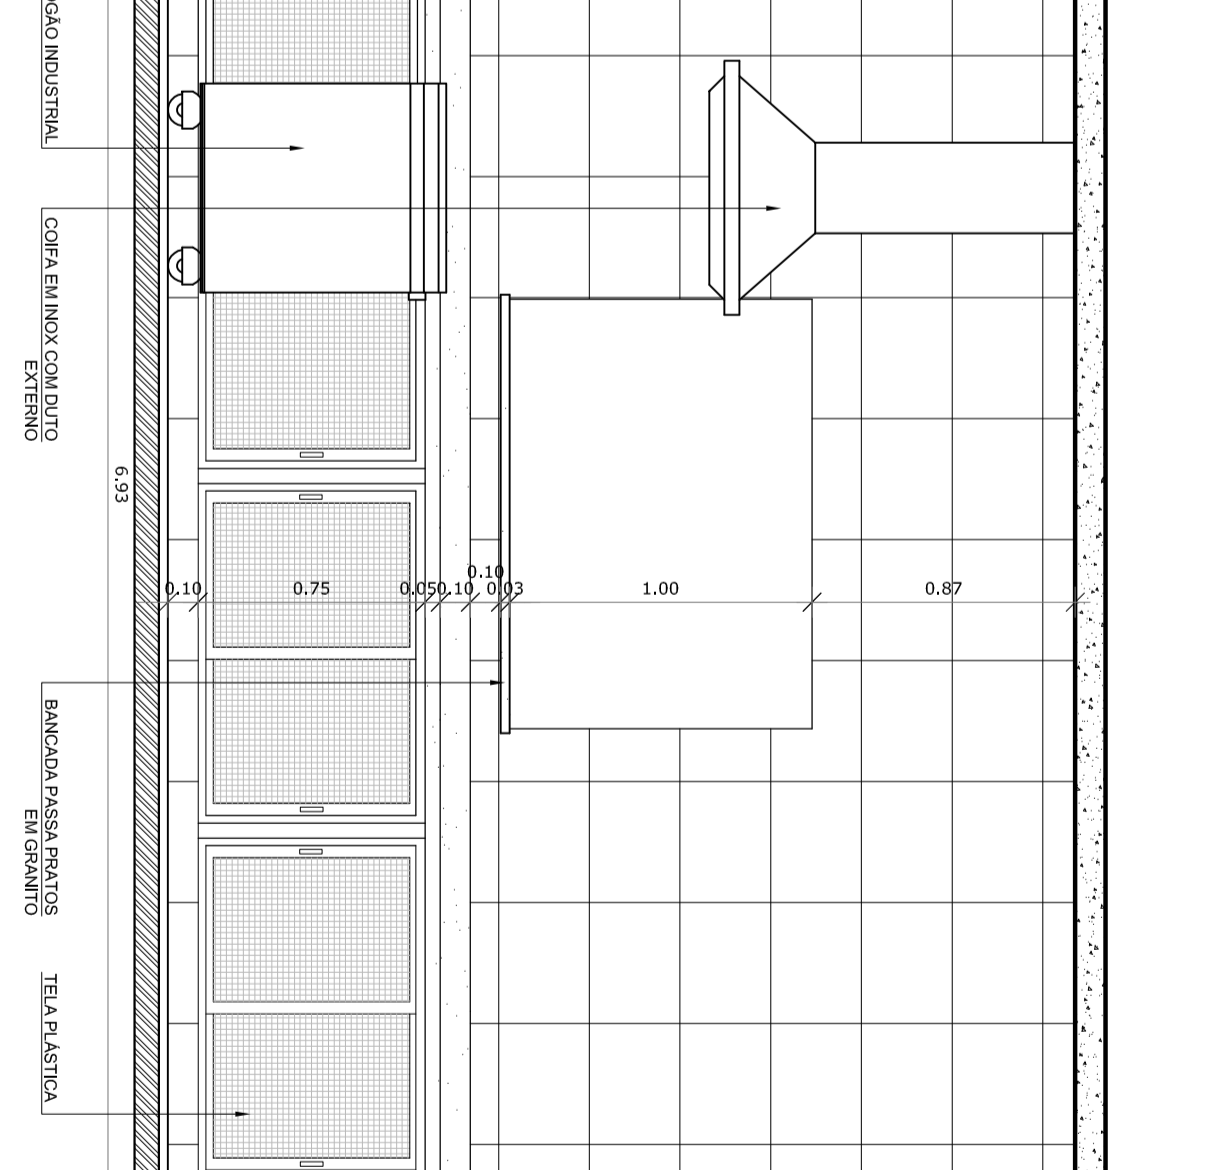 OGÃO INDUSTRIAL
COIFA EM INOX COM DUTO
EXTERNO
6.93
0.10
0.75
0.05
0.10
0.10
0.03
1.00
0.87
BANCADA PASSA PRATOS
EM GRANITO
TELA PLÁSTICA